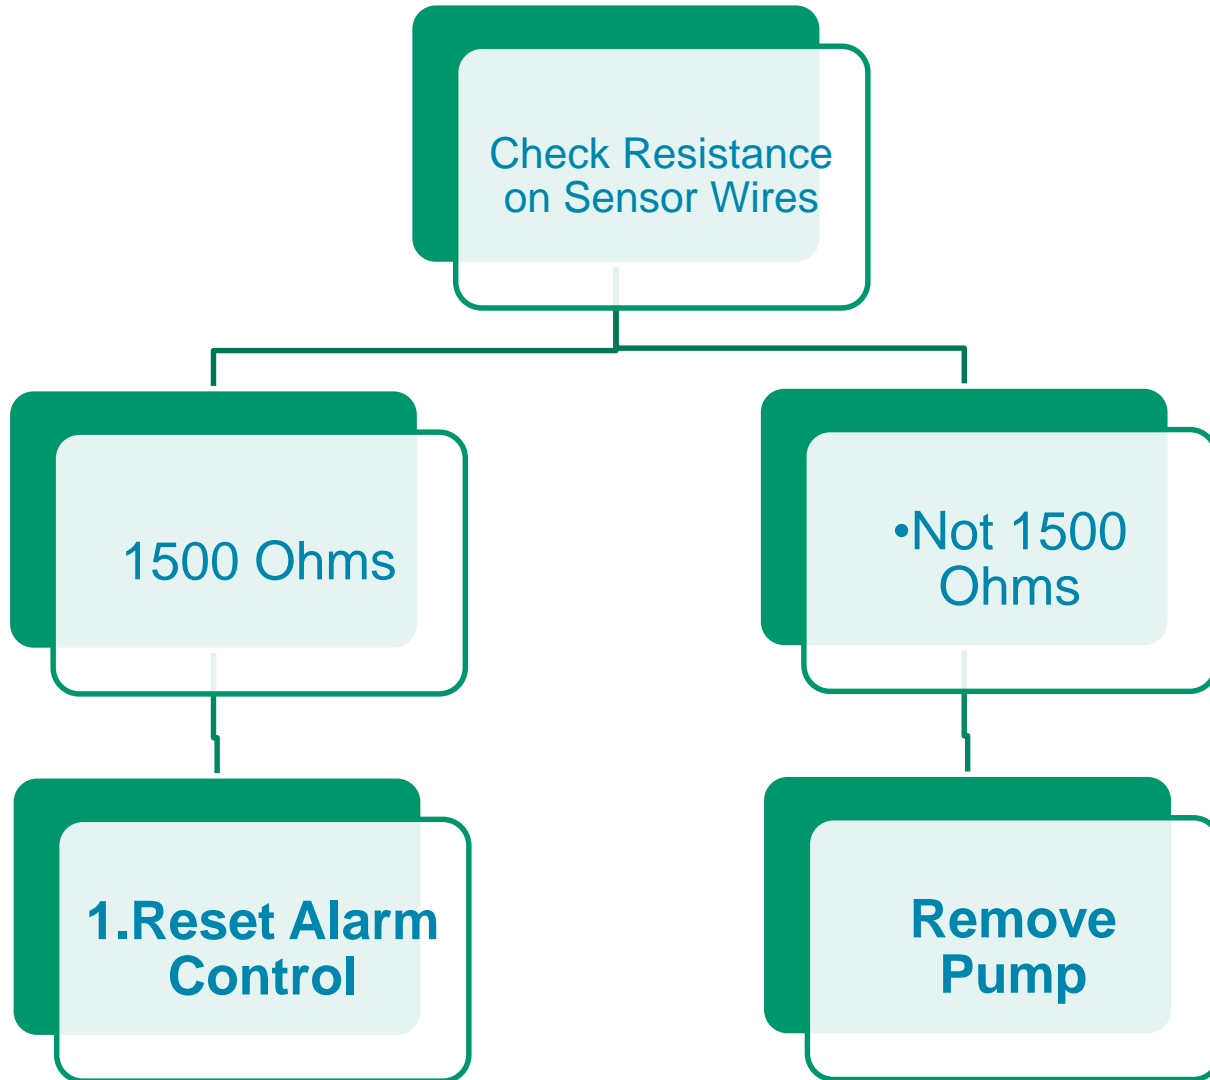 Check Resistance
on Sensor Wires
1500 Ohms
•Not 1500
Ohms
1.Reset Alarm
Control
Remove
Pump